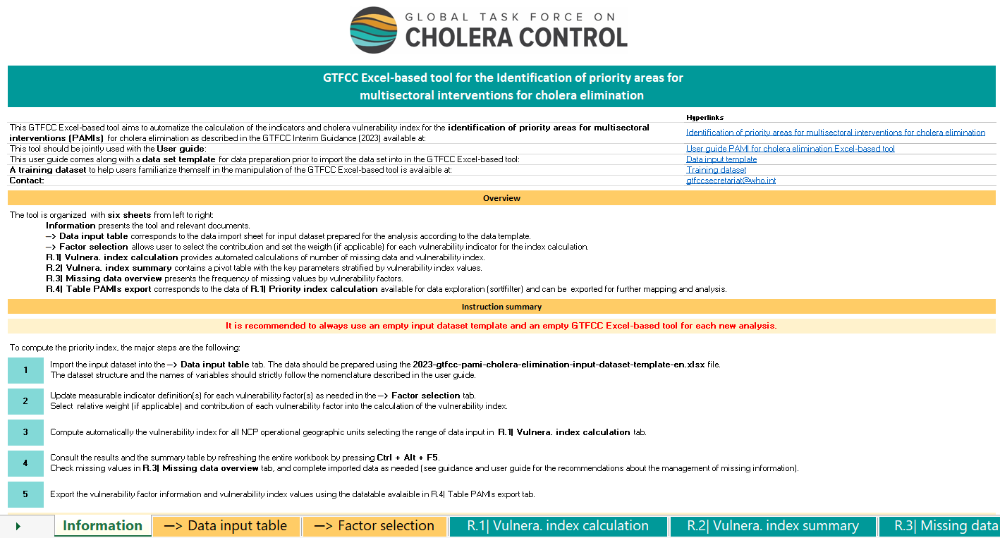 GLOBAL TASK FORCE ON
CHOLERA CONTROL
GTFCC Excel-based tool for the Identification of priority areas for
multisectoral interventions for cholera elimination
Hyperlinks
This GTFCC Excel-based tool aims to automatize the calculation of the indicators and cholera vulnerability index for the identification of priority areas for multisectoral
interventions (PAMIs) for cholera elimination as described in the GTFCC Interim Guidance (2023) available at:
Identification of priority areas for multisectoral interventions for cholera elimination
This tool should be jointly used with the User guide:
User guide PAMI for cholera elimination Excel-based tool
This user guide comes along with a data set template for data preparation prior to import the data set into in the GTFCC Excel-based tool:
Data input template
A training dataset to help users familiarize themself in the manipulation of the GTFCC Excel-based tool is avalaible at:
Training dataset
Contact:
gtfccsecretariat@who.int
Overview
The tool is organized with six sheets from left to right:
Information presents the tool and relevant documents.
—> Data input table corresponds to the data import sheet for input dataset prepared for the analysis according to the data template.
—> Factor selection allows user to select the contribution and set the weigth (if applicable) for each vulnerability indicator for the index calculation.
R.1| Vulnera. index calculation provides automated calculations of number of missing data and vulnerability index.
R.2| Vulnera. index summary contains a pivot table with the key parameters stratified by vulnerability index values.
R.3| Missing data overview presents the frequency of missing values by vulnerability factors.
R.4| Table PAMIs export corresponds to the data of R.1| Priority index calculation available for data exploration (sort/filter) and can be exported for further mapping and analysis.
Instruction summary
It is recommended to always use an empty input dataset template and an empty GTFCC Excel-based tool for each new analysis.
To compute the priority index, the major steps are the following:
1
Import the input dataset into the —> Data input table tab. The data should be prepared using the 2023-gtfcc-pami-cholera-elimination-input-dataset-template-en.xlsx file.
The dataset structure and the names of variables should strictly follow the nomenclature described in the user guide.
2
Update measurable indicator definition(s) for each vulnerability factor(s) as needed in the —> Factor selection tab.
Select relative weight (if applicable) and contribution of each vulnerability factor into the calculation of the vulnerability index.
3
Compute automatically the vulnerability index for all NCP operational geographic units selecting the range of data input in R.1| Vulnera. index calculation tab.
4
Consult the results and the summary table by refreshing the entire workbook by pressing Ctrl + Alt + F5.
Check missing values in R.3| Missing data overview tab, and complete imported data as needed (see guidance and user guide for the recommendations about the management of missing information).
5
Export the vulnerability factor information and vulnerability index values using the datatable avalaible in R.4| Table PAMIs export tab.
Information
—> Data input table
—> Factor selection
R.1| Vulnera. index calculation
R.2| Vulnera. index summary
R.3| Missing data